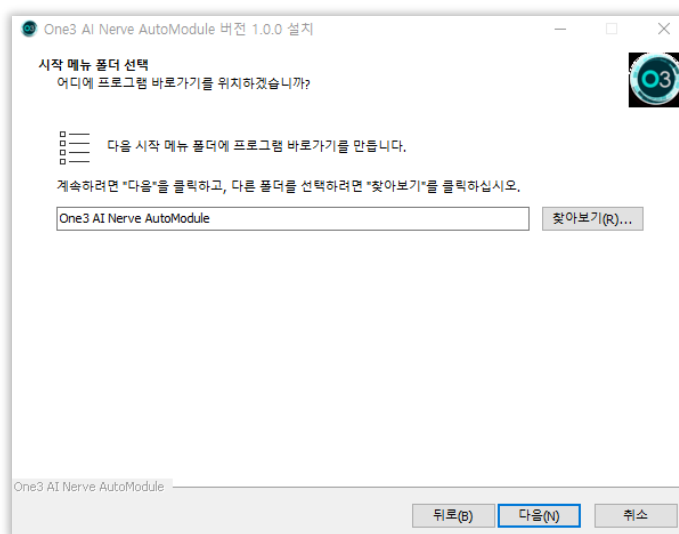 One3 AI Nerve AutoModule 버전 1.0.0 설치
시작 메뉴 폴더 선택
어디에 프로그램 바로가기를 위치하겠습니까?
O3
다음 시작 메뉴 폴더에 프로그램 바로가기를 만듭니다.
계속하려면 "다음"을 클릭하고, 다른 폴더를 선택하려면 "찾아보기"를 클릭하십시오.
One3 AI Nerve AutoModule
찾아보기(R)...
One3 AI Nerve AutoModule
뒤로(B)
다음(N)
취소